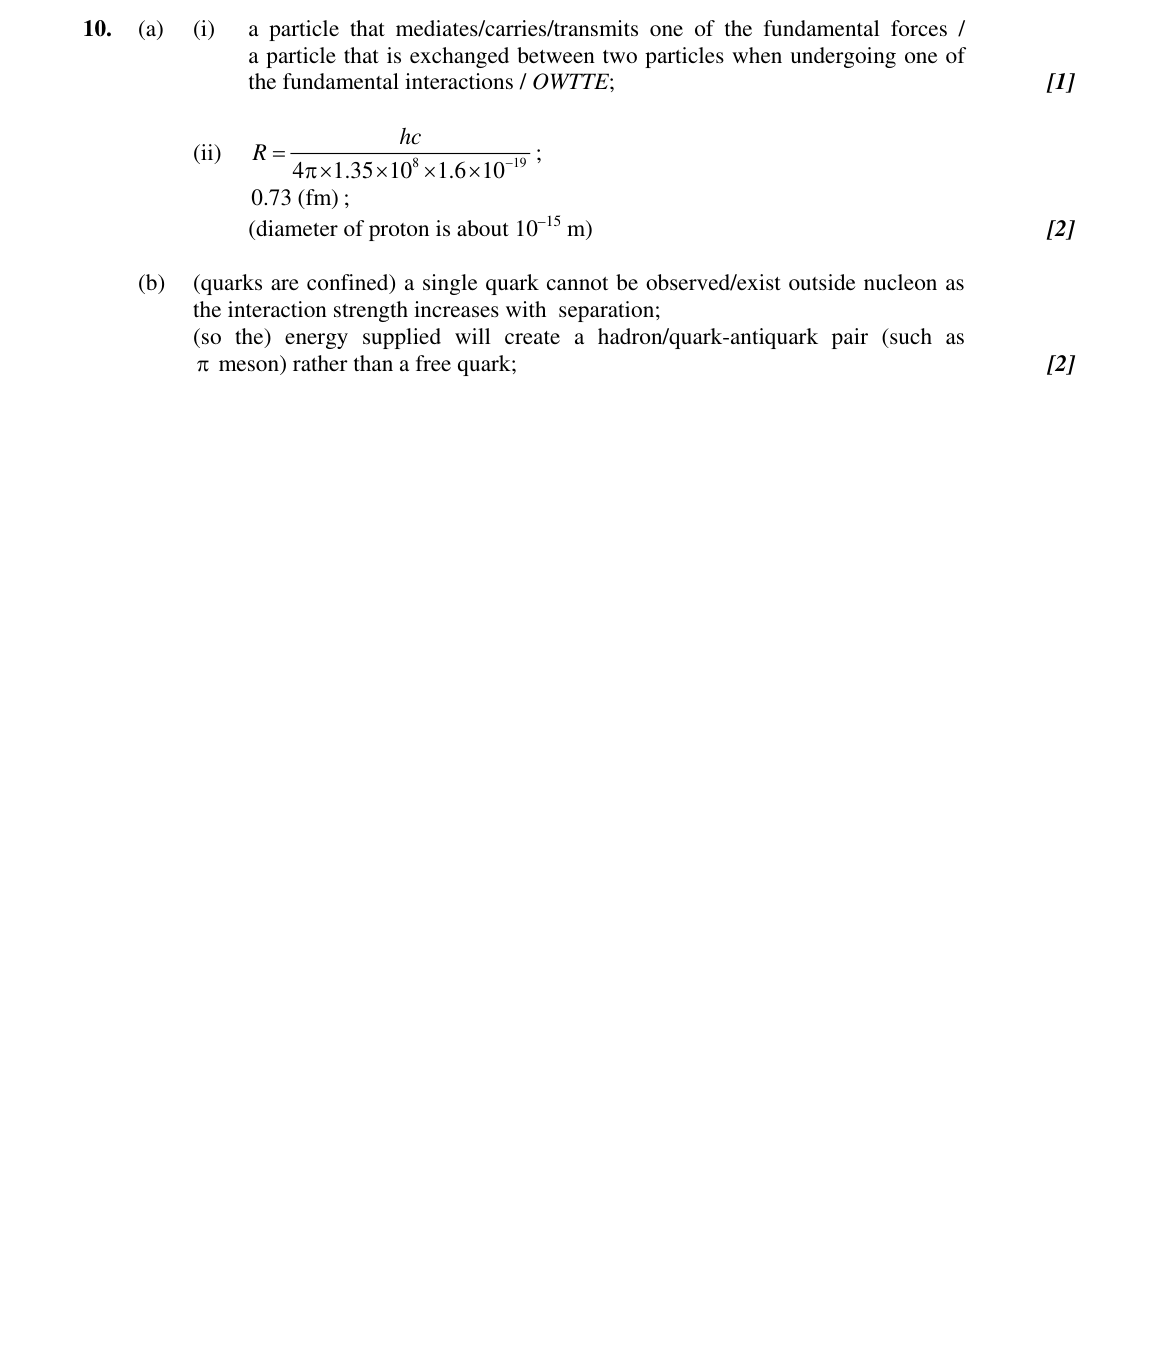 10. (a) (i) a particle that mediates/carries/transmits one of the fundamental forces /
a particle that is exchanged between two particles when undergoing one of
the fundamental interactions / OWTTE; [1]
(ii) R = hc / 4π×1.35×10⁸×1.6×10⁻¹⁹ ;
0.73 (fm) ;
(diameter of proton is about 10⁻¹⁵ m) [2]
(b) (quarks are confined) a single quark cannot be observed/exist outside nucleon as
the interaction strength increases with separation;
(so the) energy supplied will create a hadron/quark-antiquark pair (such as
π meson) rather than a free quark; [2]